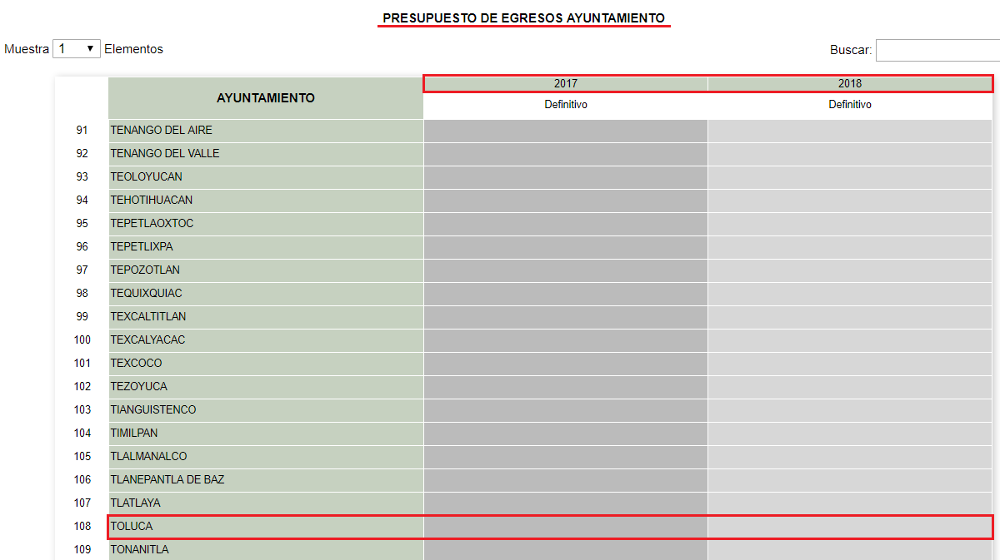 PRESUPUESTO DE EGRESOS AYUNTAMIENTO
Muestra 1 Elementos
Buscar:
AYUNTAMIENTO 2017 2018
Definitivo Definitivo
91 TENANGO DEL AIRE
92 TENANGO DEL VALLE
93 TEOLOYUCAN
94 TEHOTIHUACAN
95 TEPETLAOXTOC
96 TEPETLIXPA
97 TEPOZOTLAN
98 TEQUIXQUIAC
99 TEXCALTITLAN
100 TEXCALYACAC
101 TEXCOCO
102 TEZOYUCA
103 TIANGUISTENCO
104 TIMILPAN
105 TLALMANALCO
106 TLANEPANTLA DE BAZ
107 TLATLAYA
108 TOLUCA
109 TONANITLA